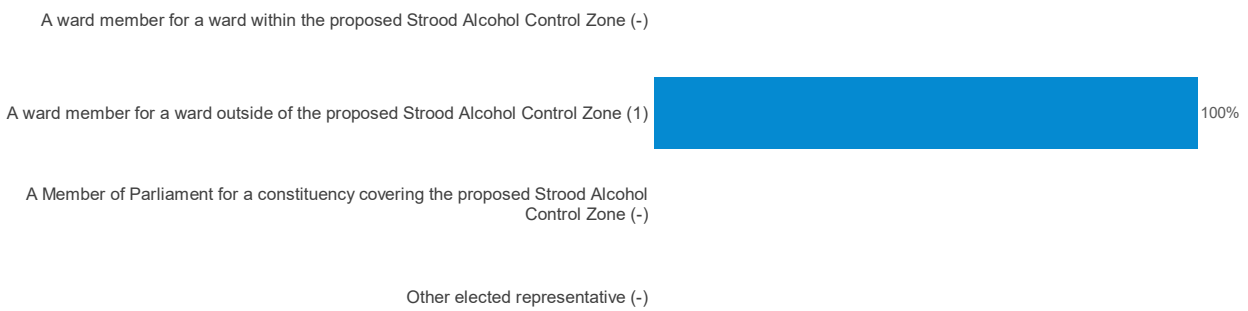 A ward member for a ward within the proposed Strood Alcohol Control Zone (-)
A ward member for a ward outside of the proposed Strood Alcohol Control Zone (1)
100%
A Member of Parliament for a constituency covering the proposed Strood Alcohol
Control Zone (-)
Other elected representative (-)